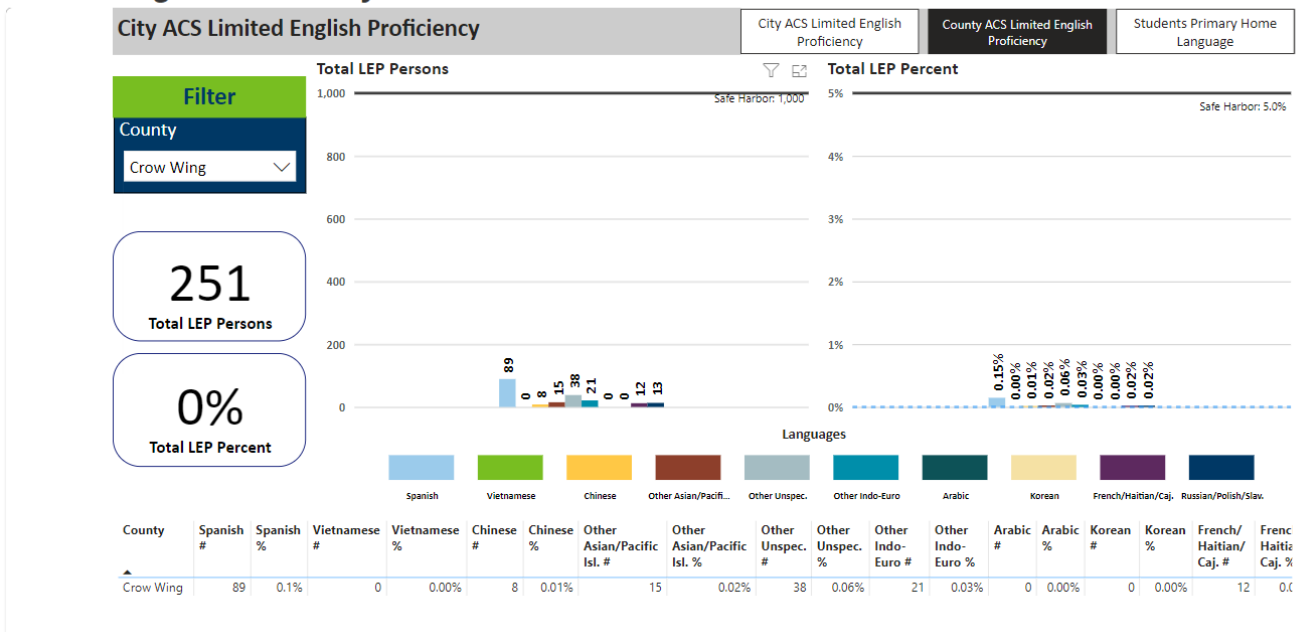 City ACS Limited English Proficiency
City ACS Limited English
Proficiency
County ACS Limited English
Proficiency
Students Primary Home
Language
Filter
County
Crow Wing
251
Total LEP Persons
0%
Total LEP Percent
Total LEP Persons
1,000
Safe Harbor: 1,000
800
600
400
200
0
89
0
8
15
38
21
0
0
12
13
Total LEP Percent
5%
Safe Harbor: 5.0%
4%
3%
2%
1%
0%
0.15%
0.00%
0.01%
0.02%
0.06%
0.03%
0.00%
0.00%
0.02%
0.02%
Languages
Spanish
Vietnamese
Chinese
Other Asian/Pacifi...
Other Unspec.
Other Indo-Euro
Arabic
Korean
French/Haitian/Caj.
Russian/Polish/Slav.
County Spanish # Spanish % Vietnamese # Vietnamese % Chinese # Chinese % Other Asian/Pacific Isl. # Other Asian/Pacific Isl. % Other Unspec. # Other Unspec. % Other Indo-Euro # Other Indo-Euro % Arabic # Arabic % Korean # Korean % French/Haitian/Caj. # Frenc Haitia Caj. %
Crow Wing 89 0.1% 0 0.00% 8 0.01% 15 0.02% 38 0.06% 21 0.03% 0 0.00% 0 0.00% 12 0.0